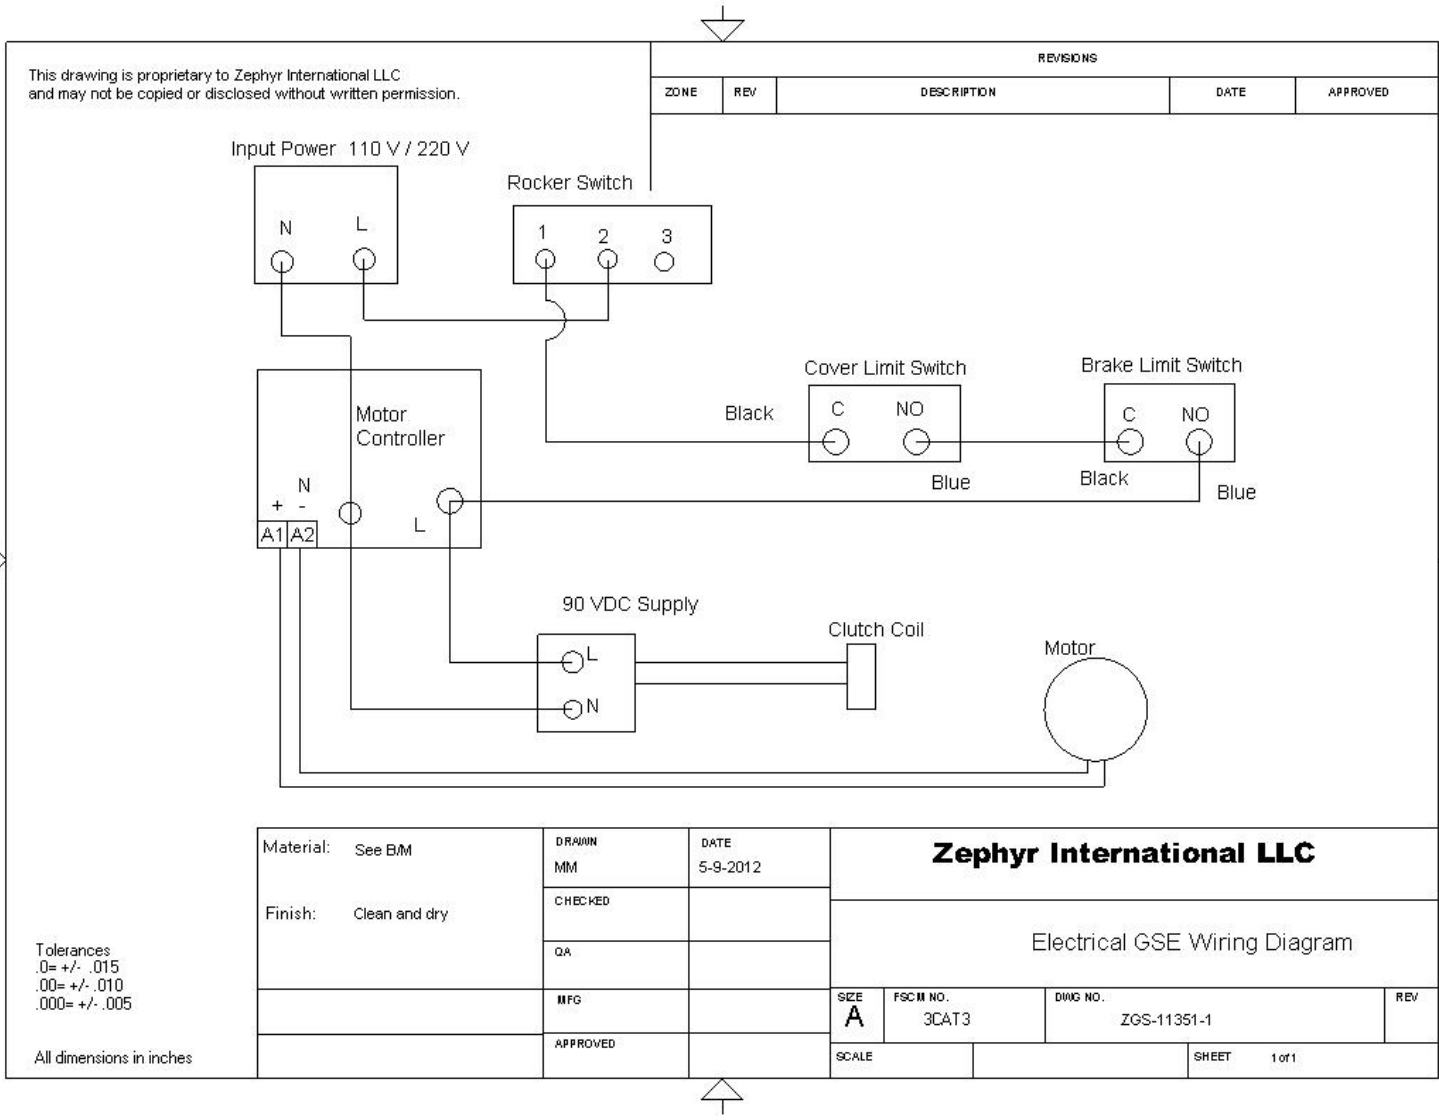 This drawing is proprietary to Zephyr International LLC
and may not be copied or disclosed without written permission.
REVISIONS
ZONE REV DESCRIPTION DATE APPROVED
Input Power 110 V / 220 V
N L
Rocker Switch
1 2 3
Cover Limit Switch
C NO
Brake Limit Switch
C NO
Black
Blue
Black
Blue
Motor
Controller
N
+ -
A1 A2
L
90 VDC Supply
L
N
Clutch Coil
Motor
Material: See B/M
Finish: Clean and dry
Tolerances
.0= +/- .015
.00= +/- .010
.000= +/- .005
All dimensions in inches
DRAWN
MM
DATE
5-9-2012
CHECKED
QA
MFG
APPROVED
Zephyr International LLC
Electrical GSE Wiring Diagram
SIZE
A
FSCM NO.
3CAT3
DWG NO.
ZGS-11351-1
REV
SCALE
SHEET 1 of 1